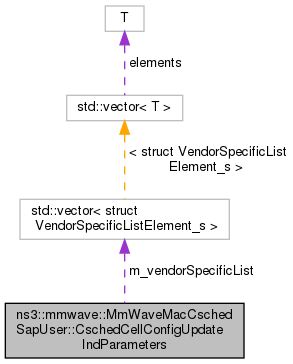 T
elements
std::vector< T >
< struct VendorSpecificList
Element_s >
std::vector< struct
VendorSpecificListElement_s >
m_vendorSpecificList
ns3::mmwave::MmWaveMacCsched
SapUser::CschedCellConfigUpdate
IndParameters